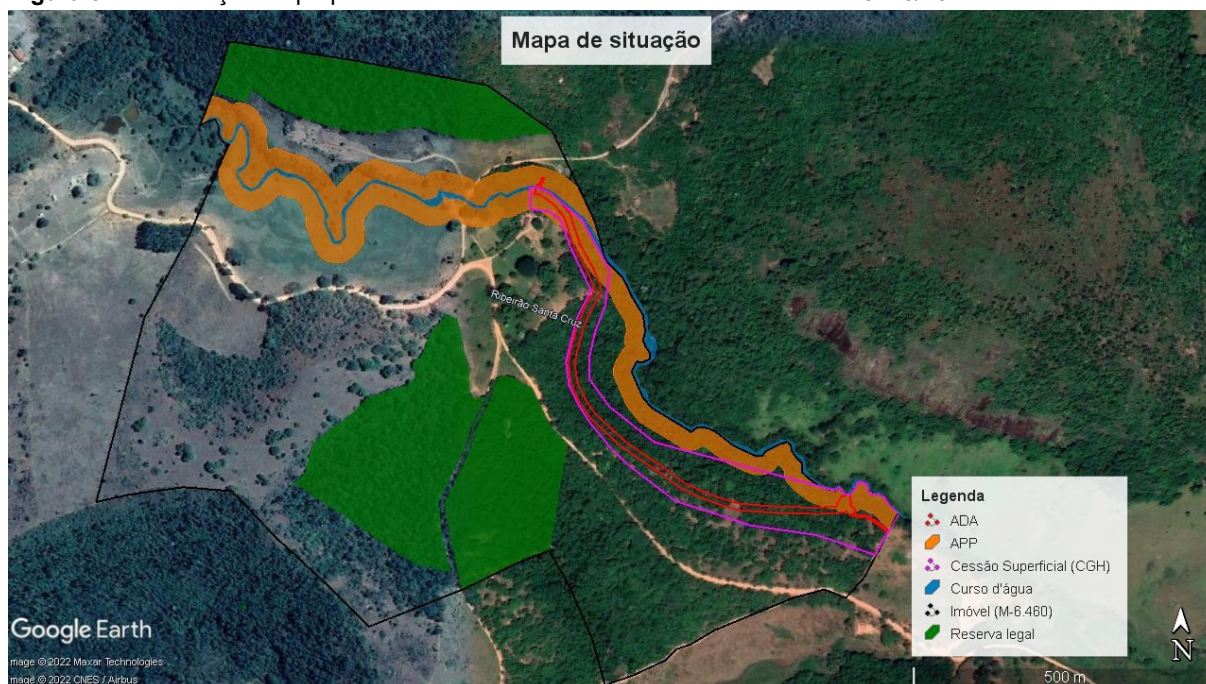 Mapa de situação
Ribeirão Santa Cruz
Legenda
ADA
APP
Cessão Superficial (CGH)
Curso d'água
Imóvel (M-6.460)
Reserva legal
Google Earth
mage © 2022 Maxar Technologies
mage © 2022 CNES / Airbus
N
500 m